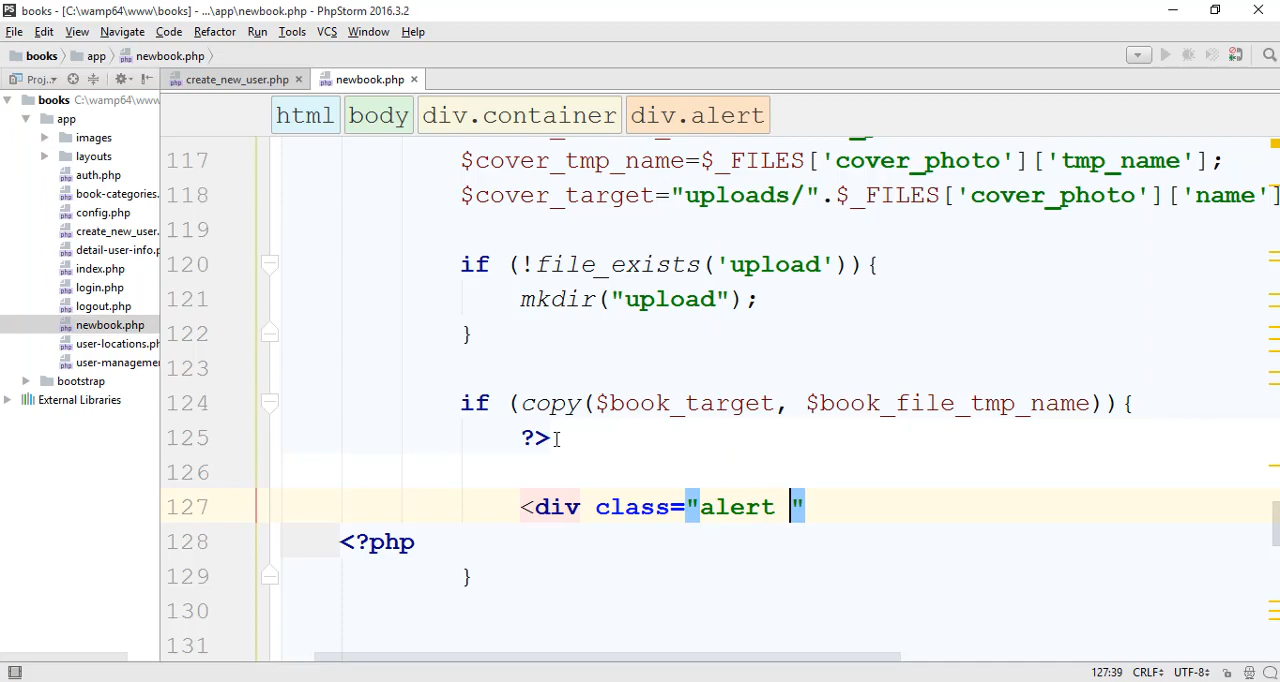 books - [C:\wamp64\www\books] - ...\app\newbook.php - PhpStorm 2016.3.2
File Edit View Navigate Code Refactor Run Tools VCS Window Help
books app newbook.php
Proj... create_new_user.php newbook.php
books C:\wamp64\www
app
images
layouts
auth.php
book-categories.
config.php
create_new_user.
detail-user-info.p
index.php
login.php
logout.php
newbook.php
user-locations.ph
user-manageme
bootstrap
External Libraries
html body div.container div.alert
117 $cover_tmp_name=$_FILES['cover_photo']['tmp_name'];
118 $cover_target="uploads/".$_FILES['cover_photo']['name']
119
120 if (!file_exists('upload')){
121 mkdir("upload");
122 }
123
124 if (copy($book_target, $book_file_tmp_name)){
125 ?>
126
127 <div class="alert "
128 <?php
129 }
130
131
127:39 CRLF UTF-8